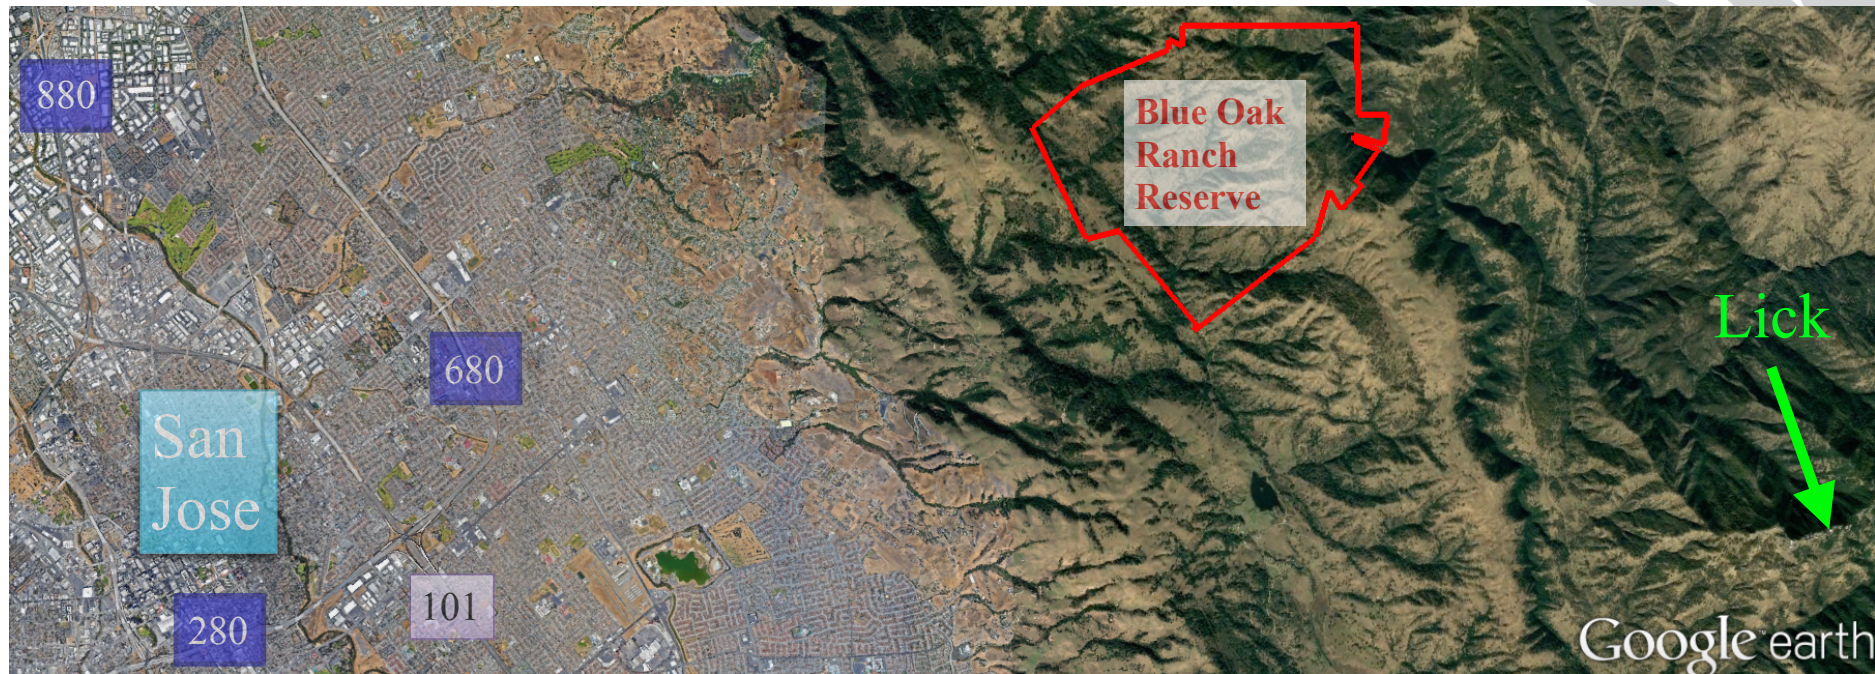 880
Blue Oak
Ranch
Reserve
Lick
680
San
Jose
101
280
Google earth